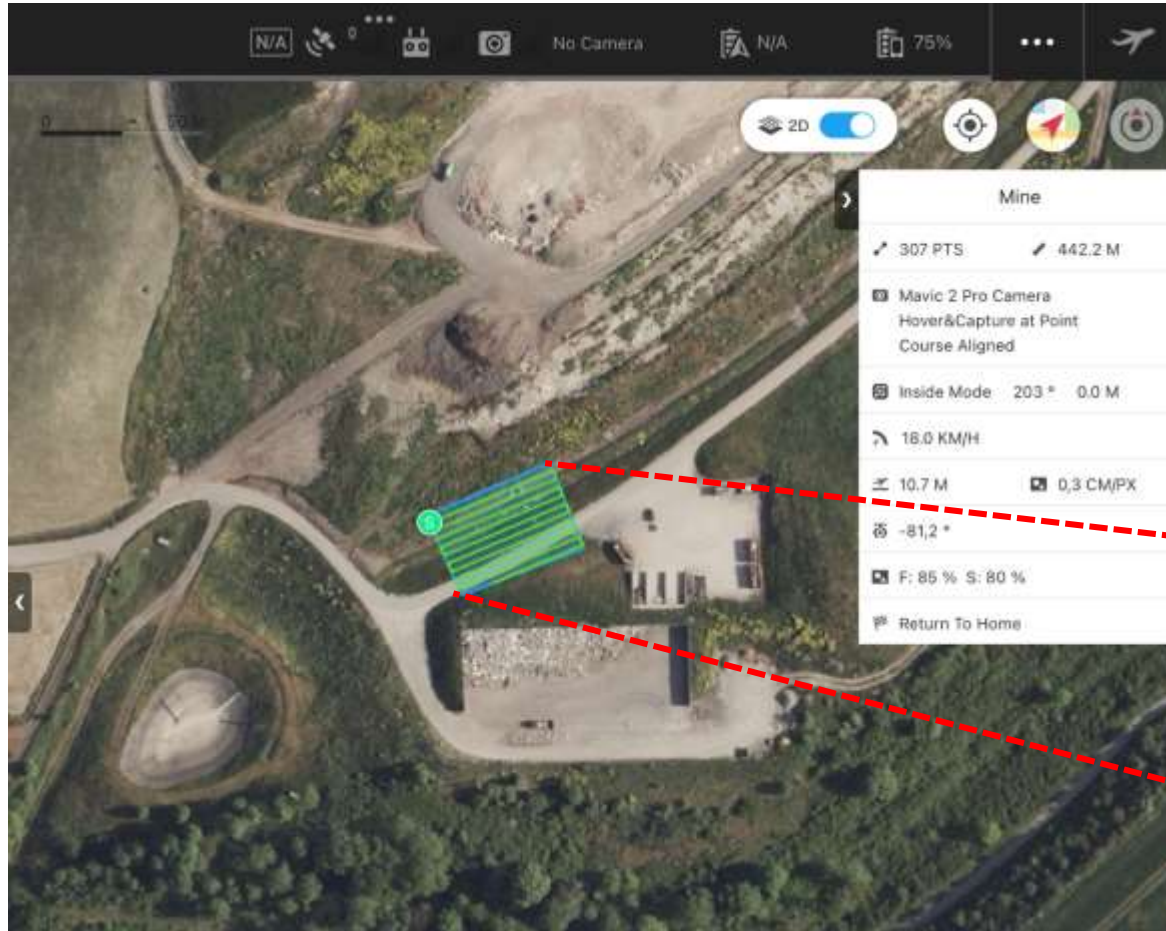 N/A
0
No Camera
N/A
75%
0
50 M
2D
Mine
307 PTS 442.2 M
Mavic 2 Pro Camera
Hover&Capture at Point
Course Aligned
Inside Mode 203 ° 0.0 M
18.0 KM/H
10.7 M 0,3 CM/PX
-81,2 °
F: 85 % S: 80 %
Return To Home
S